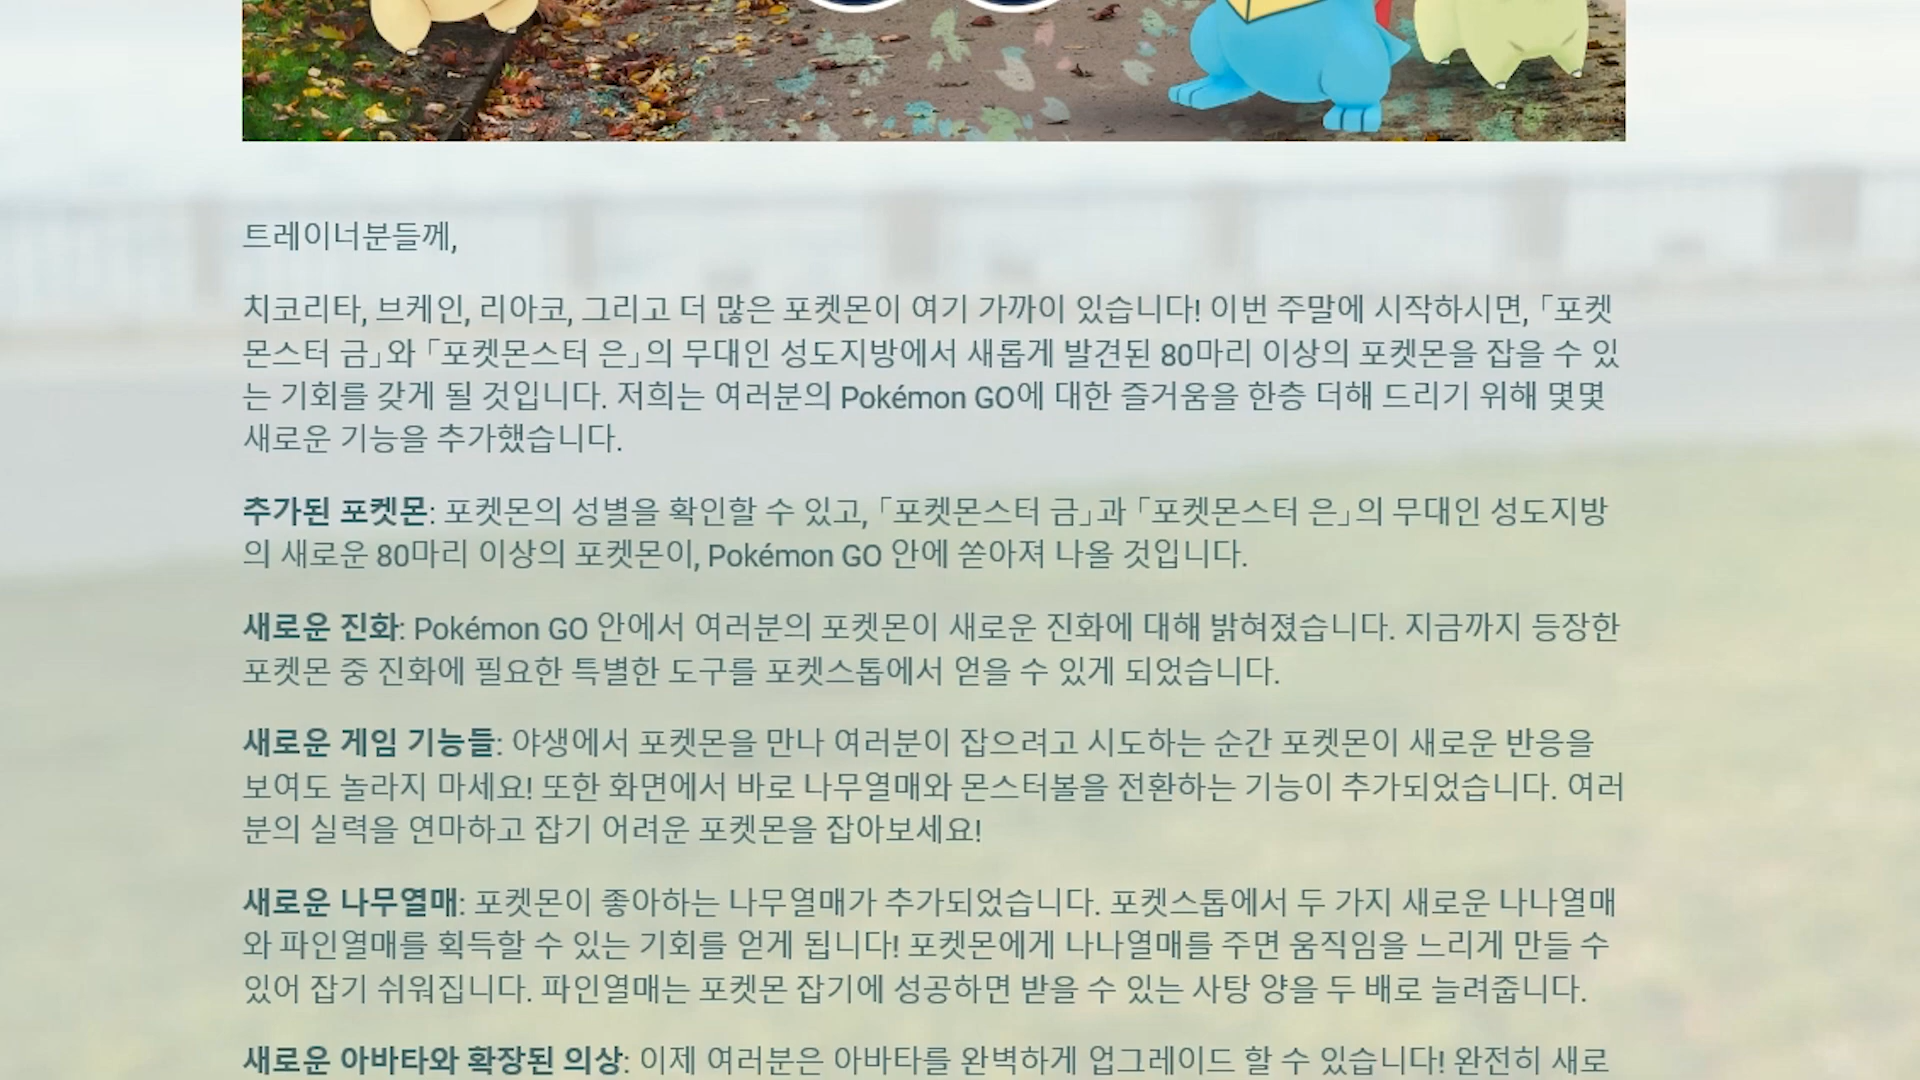 트레이너분들께,
치코리타, 브케인, 리아코, 그리고 더 많은 포켓몬이 여기 가까이 있습니다! 이번 주말에 시작하시면, 「포켓
몬스터 금」와 「포켓몬스터 은」의 무대인 성도지방에서 새롭게 발견된 80마리 이상의 포켓몬을 잡을 수 있
는 기회를 갖게 될 것입니다. 저희는 여러분의 Pokémon GO에 대한 즐거움을 한층 더해 드리기 위해 몇몇
새로운 기능을 추가했습니다.
추가된 포켓몬: 포켓몬의 성별을 확인할 수 있고, 「포켓몬스터 금」과 「포켓몬스터 은」의 무대인 성도지방
의 새로운 80마리 이상의 포켓몬이, Pokémon GO 안에 쏟아져 나올 것입니다.
새로운 진화: Pokémon GO 안에서 여러분의 포켓몬이 새로운 진화에 대해 밝혀졌습니다. 지금까지 등장한
포켓몬 중 진화에 필요한 특별한 도구를 포켓스톱에서 얻을 수 있게 되었습니다.
새로운 게임 기능들: 야생에서 포켓몬을 만나 여러분이 잡으려고 시도하는 순간 포켓몬이 새로운 반응을
보여도 놀라지 마세요! 또한 화면에서 바로 나무열매와 몬스터볼을 전환하는 기능이 추가되었습니다. 여러
분의 실력을 연마하고 잡기 어려운 포켓몬을 잡아보세요!
새로운 나무열매: 포켓몬이 좋아하는 나무열매가 추가되었습니다. 포켓스톱에서 두 가지 새로운 나나열매
와 파인열매를 획득할 수 있는 기회를 얻게 됩니다! 포켓몬에게 나나열매를 주면 움직임을 느리게 만들 수
있어 잡기 쉬워집니다. 파인열매는 포켓몬 잡기에 성공하면 받을 수 있는 사탕 양을 두 배로 늘려줍니다.
새로운 아바타와 확장된 의상: 이제 여러분은 아바타를 완벽하게 업그레이드 할 수 있습니다! 완전히 새로